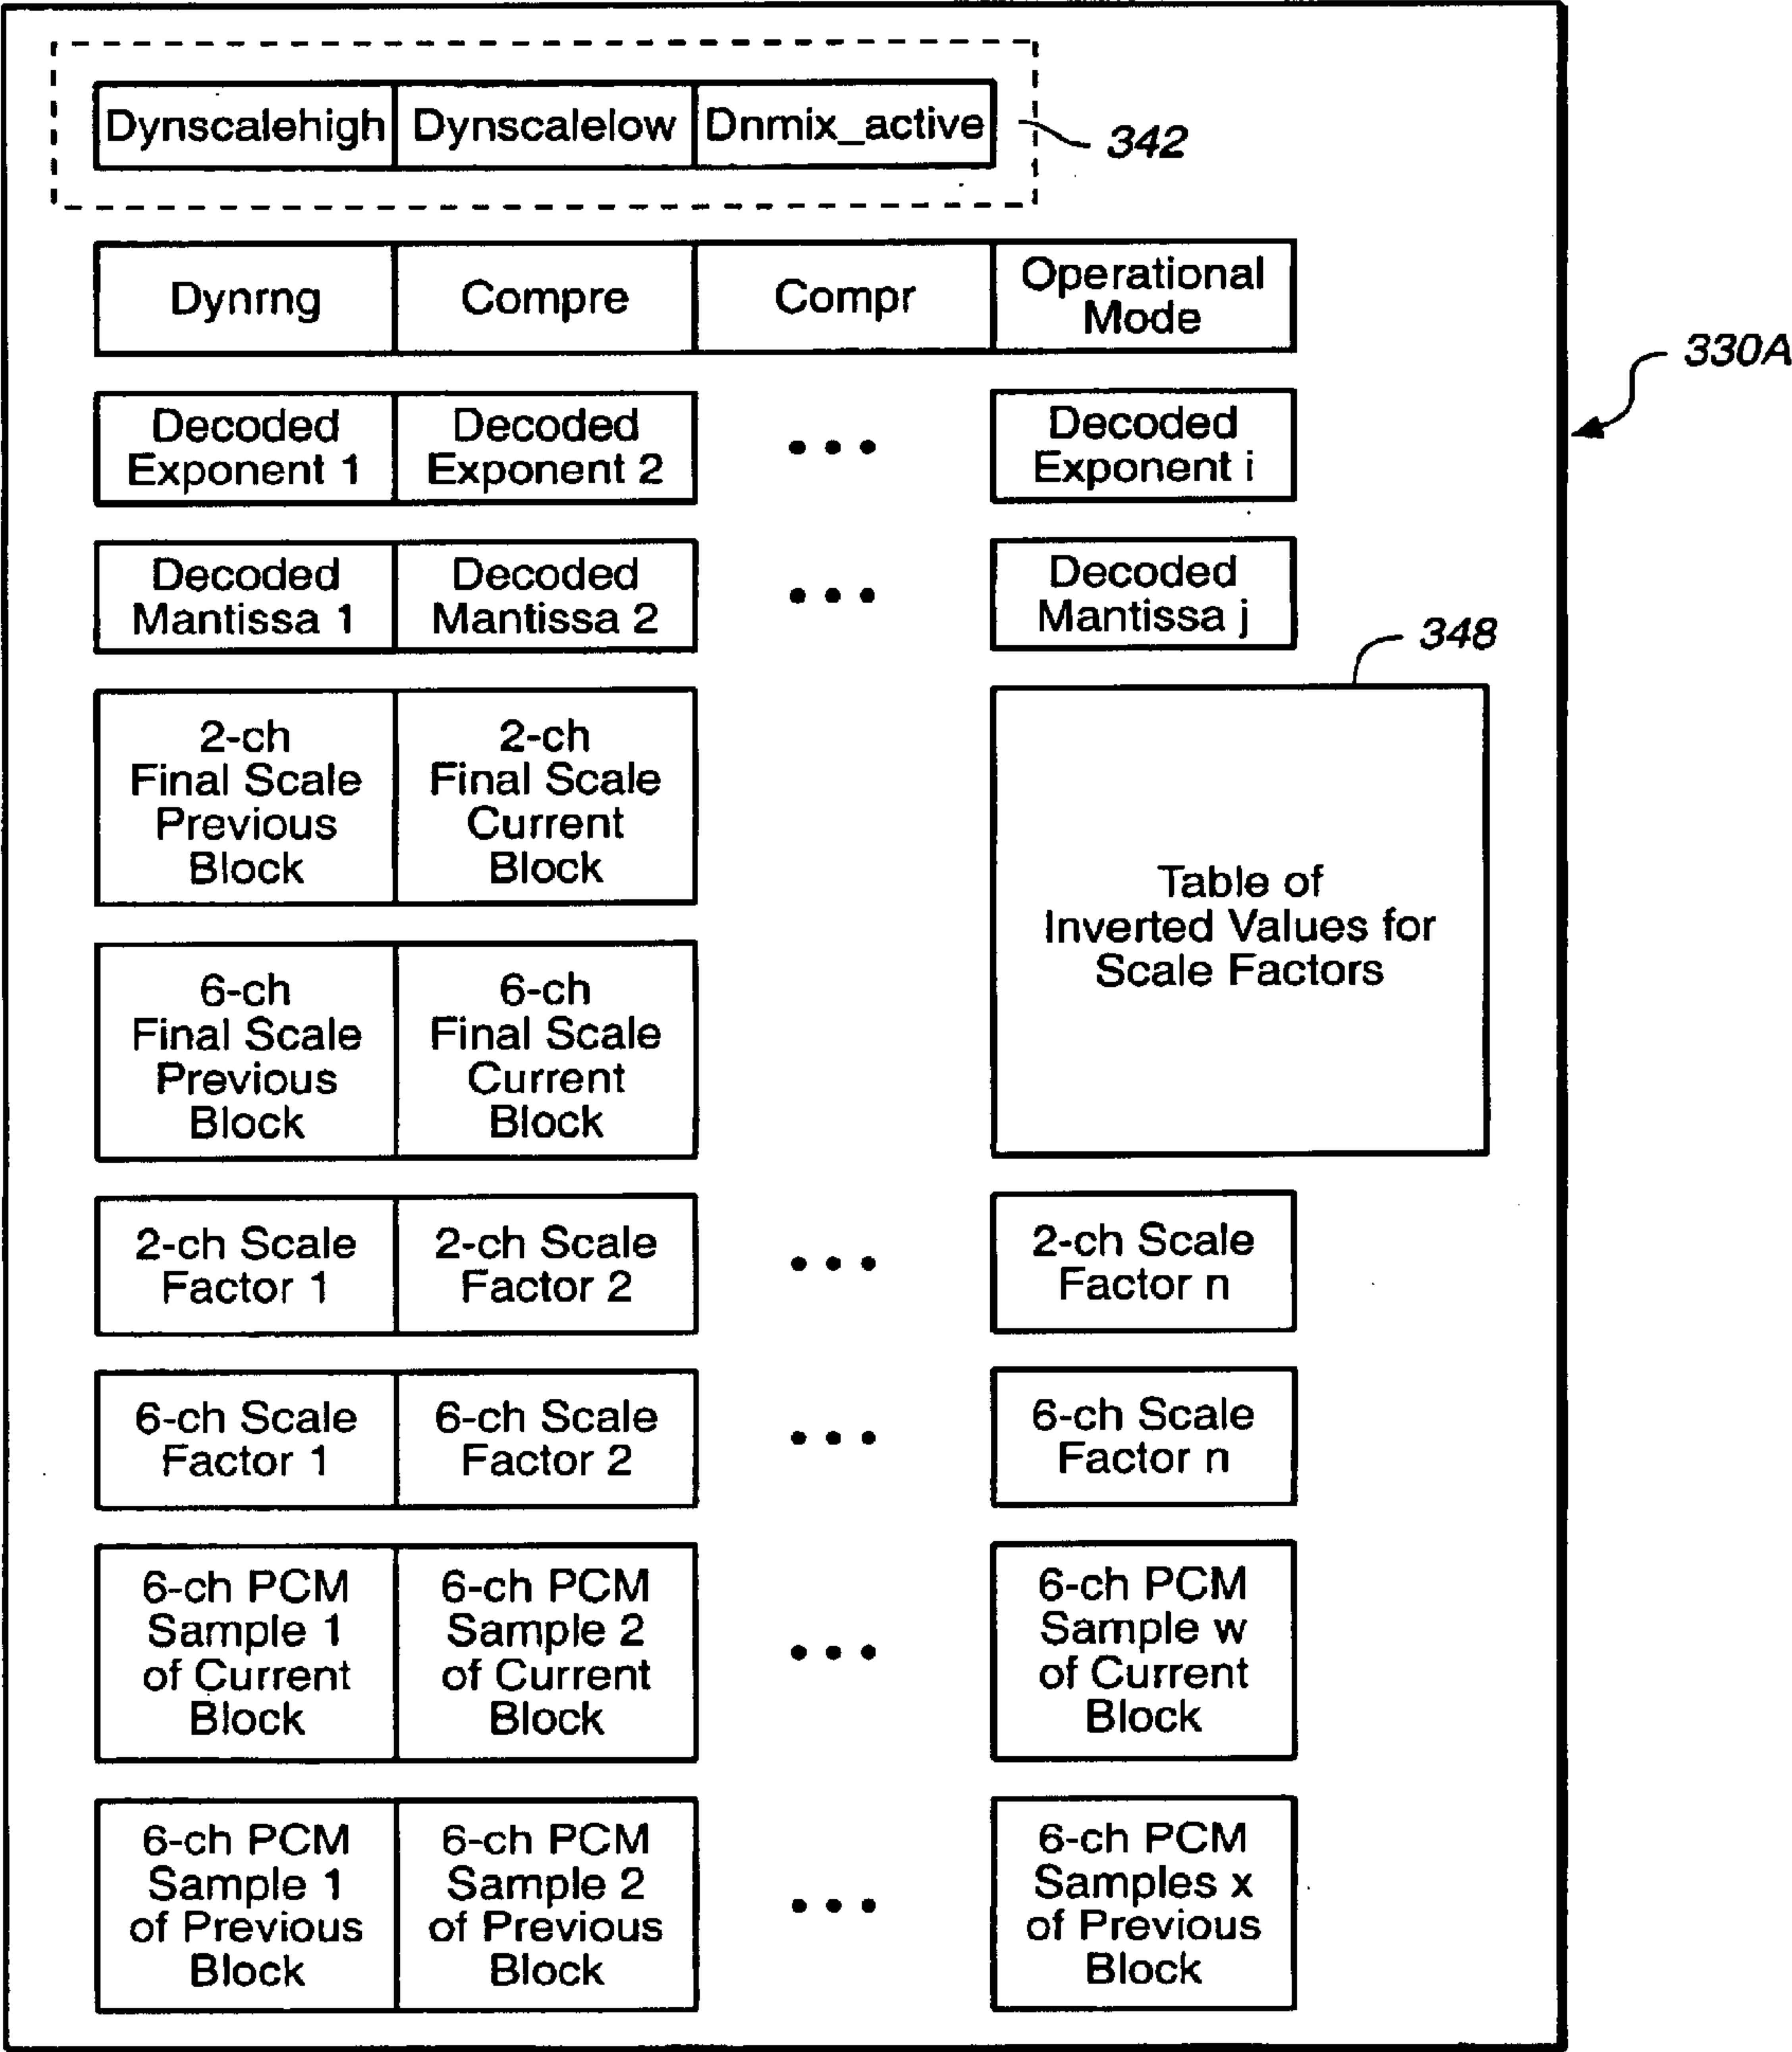 Dynscalehigh Dynscalelow Dnmix_active
342
Dynrng Compre Compr Operational
Mode
330A
Decoded
Exponent 1
Decoded
Exponent 2
Decoded
Exponent i
Decoded
Mantissa 1
Decoded
Mantissa 2
Decoded
Mantissa j
348
2-ch
Final Scale
Previous
Block
2-ch
Final Scale
Current
Block
Table of
Inverted Values for
Scale Factors
6-ch
Final Scale
Previous
Block
6-ch
Final Scale
Current
Block
2-ch Scale
Factor 1
2-ch Scale
Factor 2
2-ch Scale
Factor n
6-ch Scale
Factor 1
6-ch Scale
Factor 2
6-ch Scale
Factor n
6-ch PCM
Sample 1
of Current
Block
6-ch PCM
Sample 2
of Current
Block
6-ch PCM
Sample w
of Current
Block
6-ch PCM
Sample 1
of Previous
Block
6-ch PCM
Sample 2
of Previous
Block
6-ch PCM
Samples x
of Previous
Block